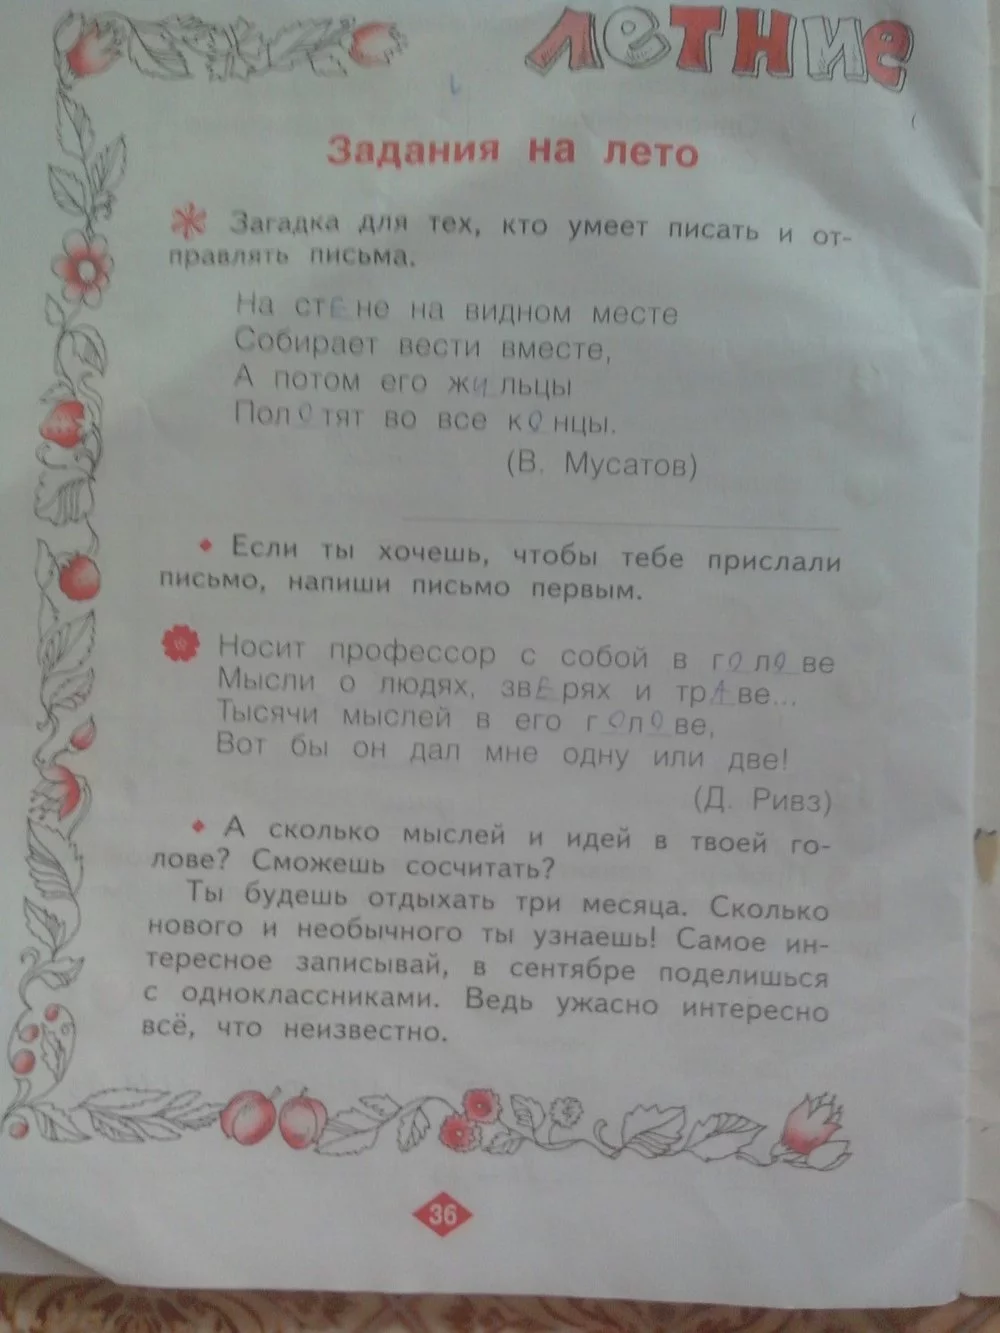 ЛЕТНИЕ
Задания на лето
Загадка для тех, кто умеет писать и от-
правлять письма.
На стЕне на видном месте
Собирает вести вместе,
А потом его жильцы
Полотят во все концы.
(В. Мусатов)
Если ты хочешь, чтобы тебе прислали
письмо, напиши письмо первым.
Носит профессор с собой в голове
Мысли о людях, звЕрях и трАве...
Тысячи мыслей в его голове,
Вот бы он дал мне одну или две!
(Д. Ривз)
А сколько мыслей и идей в твоей го-
лове? Сможешь сосчитать?
Ты будешь отдыхать три месяца. Сколько
нового и необычного ты узнаешь! Самое ин-
тересное записывай, в сентябре поделишься
с одноклассниками. Ведь ужасно интересно
всё, что неизвестно.
36